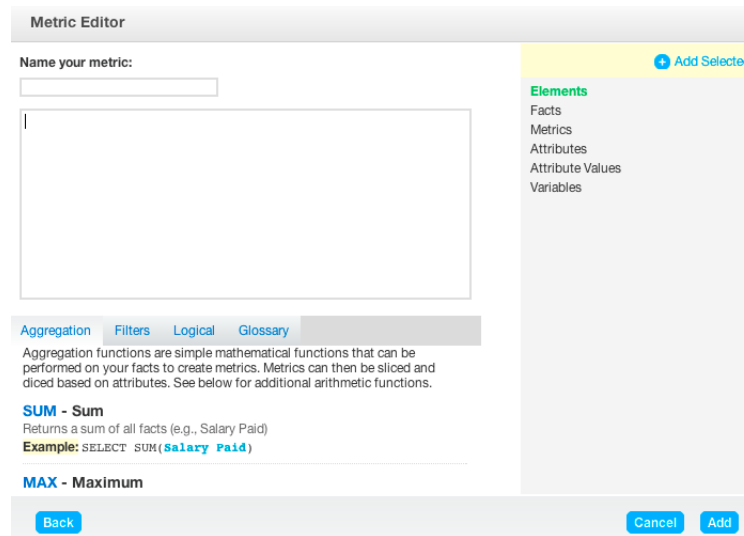 Metric Editor
Name your metric:
Add Selected
Elements
Facts
Metrics
Attributes
Attribute Values
Variables
Aggregation Filters Logical Glossary
Aggregation functions are simple mathematical functions that can be
performed on your facts to create metrics. Metrics can then be sliced and
diced based on attributes. See below for additional arithmetic functions.
SUM - Sum
Returns a sum of all facts (e.g., Salary Paid)
Example: SELECT SUM(Salary Paid)
MAX - Maximum
Back Cancel Add